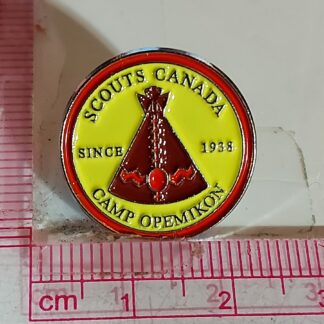 SCOUTS CANADA
SINCE 1938
CAMP OPEMIKON
cm 1 2 3